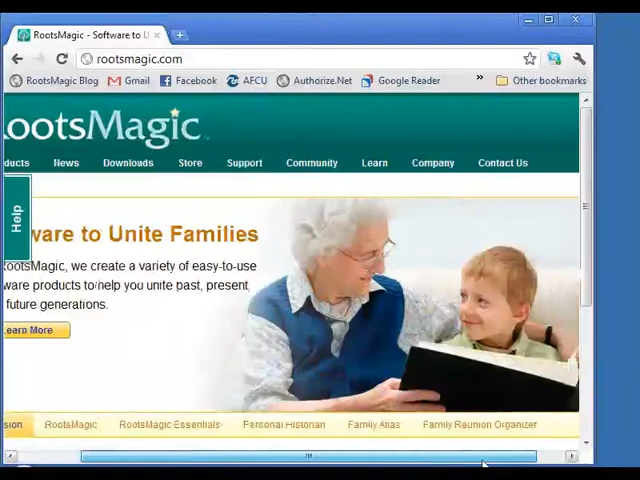 RootsMagic - Software to U
rootsmagic.com
RootsMagic Blog Gmail Facebook AFCU Authorize.Net Google Reader » Other bookmarks
ootsMagic
ducts News Downloads Store Support Community Learn Company Contact Us
Help
ware to Unite Families
RootsMagic, we create a variety of easy-to-use
ware products to help you unite past, present,
future generations.
Learn More
sion RootsMagic RootsMagic Essentials Personal Historian Family Atlas Family Reunion Organizer